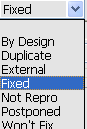 Fixed
By Design
Duplicate
External
Fixed
Not Repro
Postponed
Won't Fix